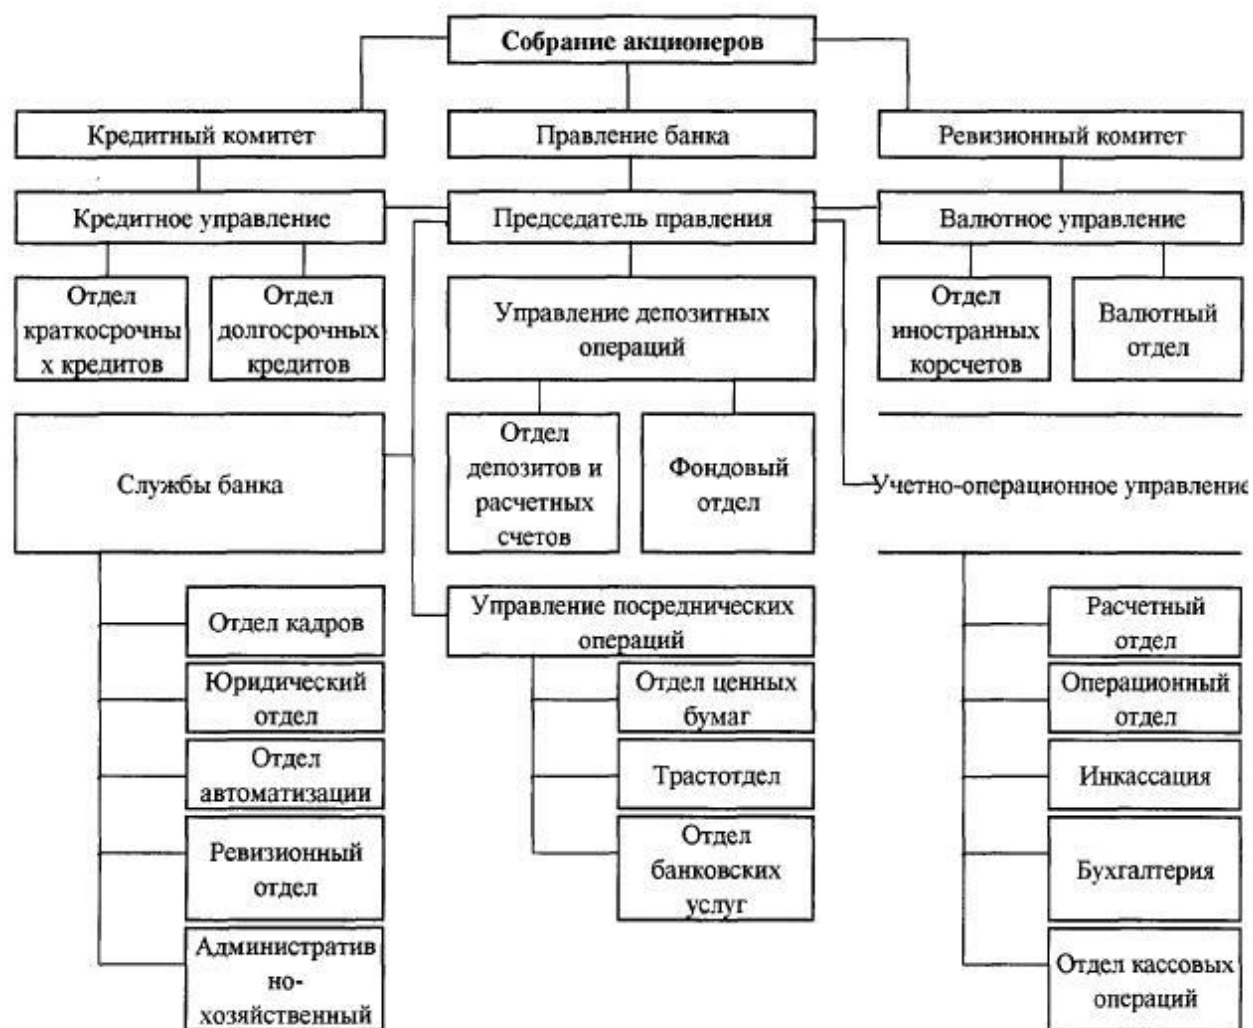 Собрание акционеров
Кредитный комитет
Правление банка
Ревизионный комитет
Кредитное управление
Председатель правления
Валютное управление
Отдел
краткосрочны
х кредитов
Отдел
долгосрочных
кредитов
Управление депозитных
операций
Отдел
иностранных
корсчетов
Валютный
отдел
Службы банка
Отдел
депозитов и
расчетных
счетов
Фондовый
отдел
Учетно-операционное управление
Отдел кадров
Юридический
отдел
Отдел
автоматизации
Ревизионный
отдел
Административ
но-
хозяйственный
Управление посреднических
операций
Отдел ценных
бумаг
Трастотдел
Отдел
банковских
услуг
Расчетный
отдел
Операционный
отдел
Инкассация
Бухгалтерия
Отдел кассовых
операций